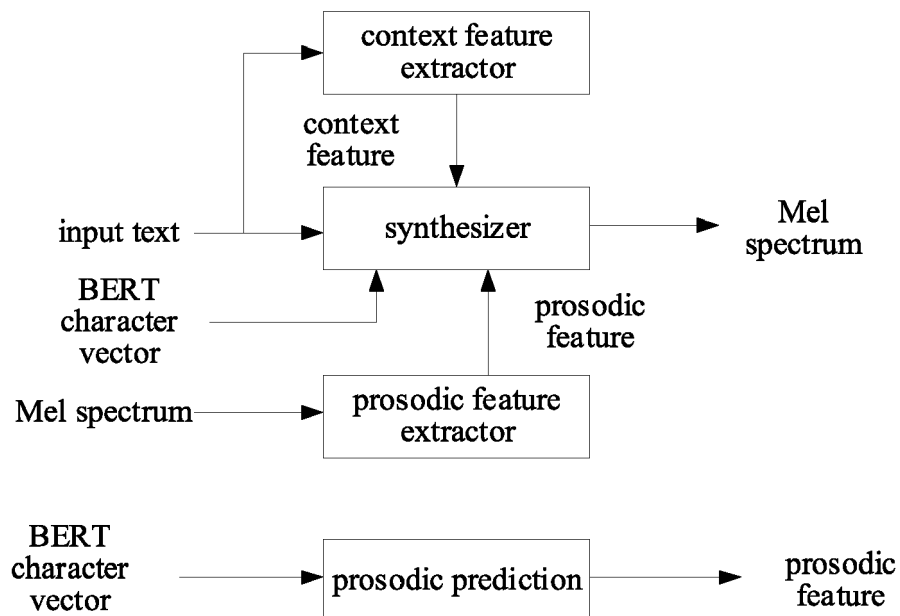 context feature
extractor
context
feature
input text
synthesizer
Mel
spectrum
BERT
character
vector
prosodic
feature
Mel spectrum
prosodic feature
extractor
BERT
character
vector
prosodic prediction
prosodic
feature